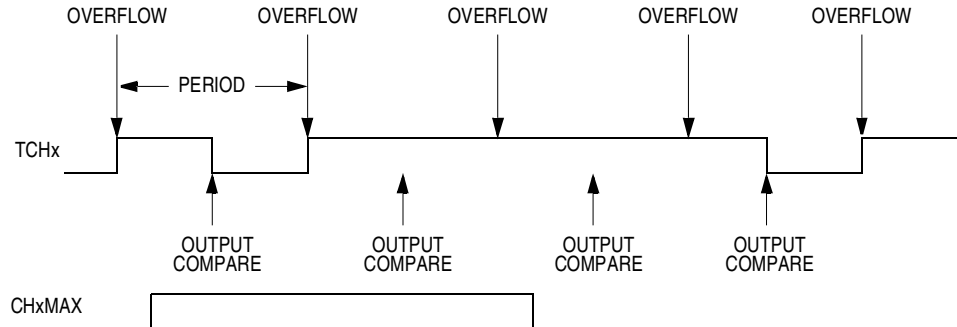 OVERFLOW OVERFLOW OVERFLOW OVERFLOW OVERFLOW
PERIOD
TCHx
OUTPUT COMPARE
OUTPUT COMPARE
OUTPUT COMPARE
OUTPUT COMPARE
CHxMAX